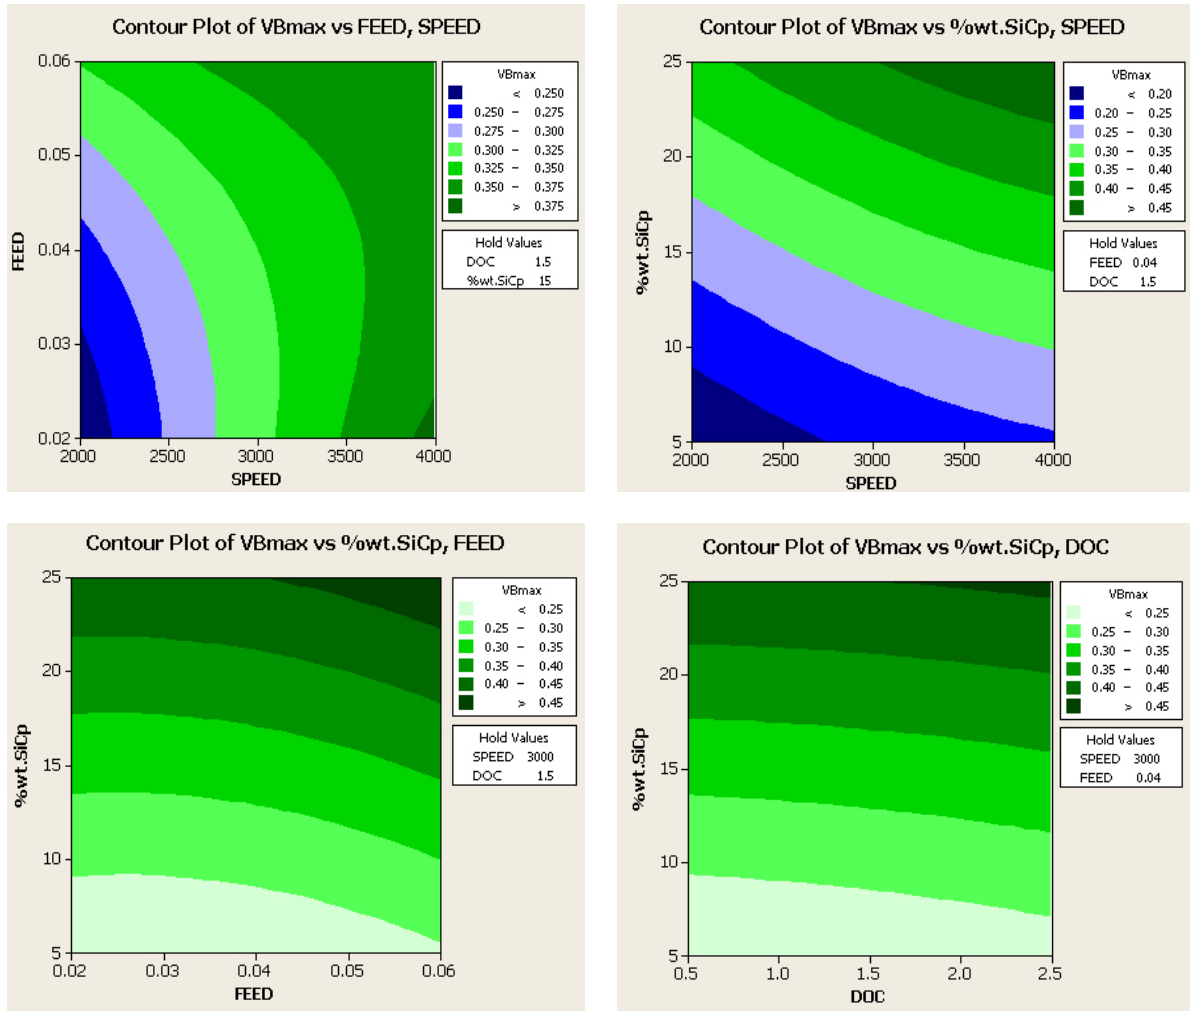 Contour Plot of VBmax vs FEED, SPEED
0.06
0.05
0.04
0.03
0.02
FEED
2000 2500 3000 3500 4000
SPEED
VBmax
< 0.250
0.250 - 0.275
0.275 - 0.300
0.300 - 0.325
0.325 - 0.350
0.350 - 0.375
> 0.375
Hold Values
DOC 1.5
%wt.SiCp 15
Contour Plot of VBmax vs %wt.SiCp, SPEED
25
20
15
10
5
%wt.SiCp
2000 2500 3000 3500 4000
SPEED
VBmax
< 0.20
0.20 - 0.25
0.25 - 0.30
0.30 - 0.35
0.35 - 0.40
0.40 - 0.45
> 0.45
Hold Values
FEED 0.04
DOC 1.5
Contour Plot of VBmax vs %wt.SiCp, FEED
25
20
15
10
5
%wt.SiCp
0.02 0.03 0.04 0.05 0.06
FEED
VBmax
< 0.25
0.25 - 0.30
0.30 - 0.35
0.35 - 0.40
0.40 - 0.45
> 0.45
Hold Values
SPEED 3000
DOC 1.5
Contour Plot of VBmax vs %wt.SiCp, DOC
25
20
15
10
5
%wt.SiCp
0.5 1.0 1.5 2.0 2.5
DOC
VBmax
< 0.25
0.25 - 0.30
0.30 - 0.35
0.35 - 0.40
0.40 - 0.45
> 0.45
Hold Values
SPEED 3000
FEED 0.04